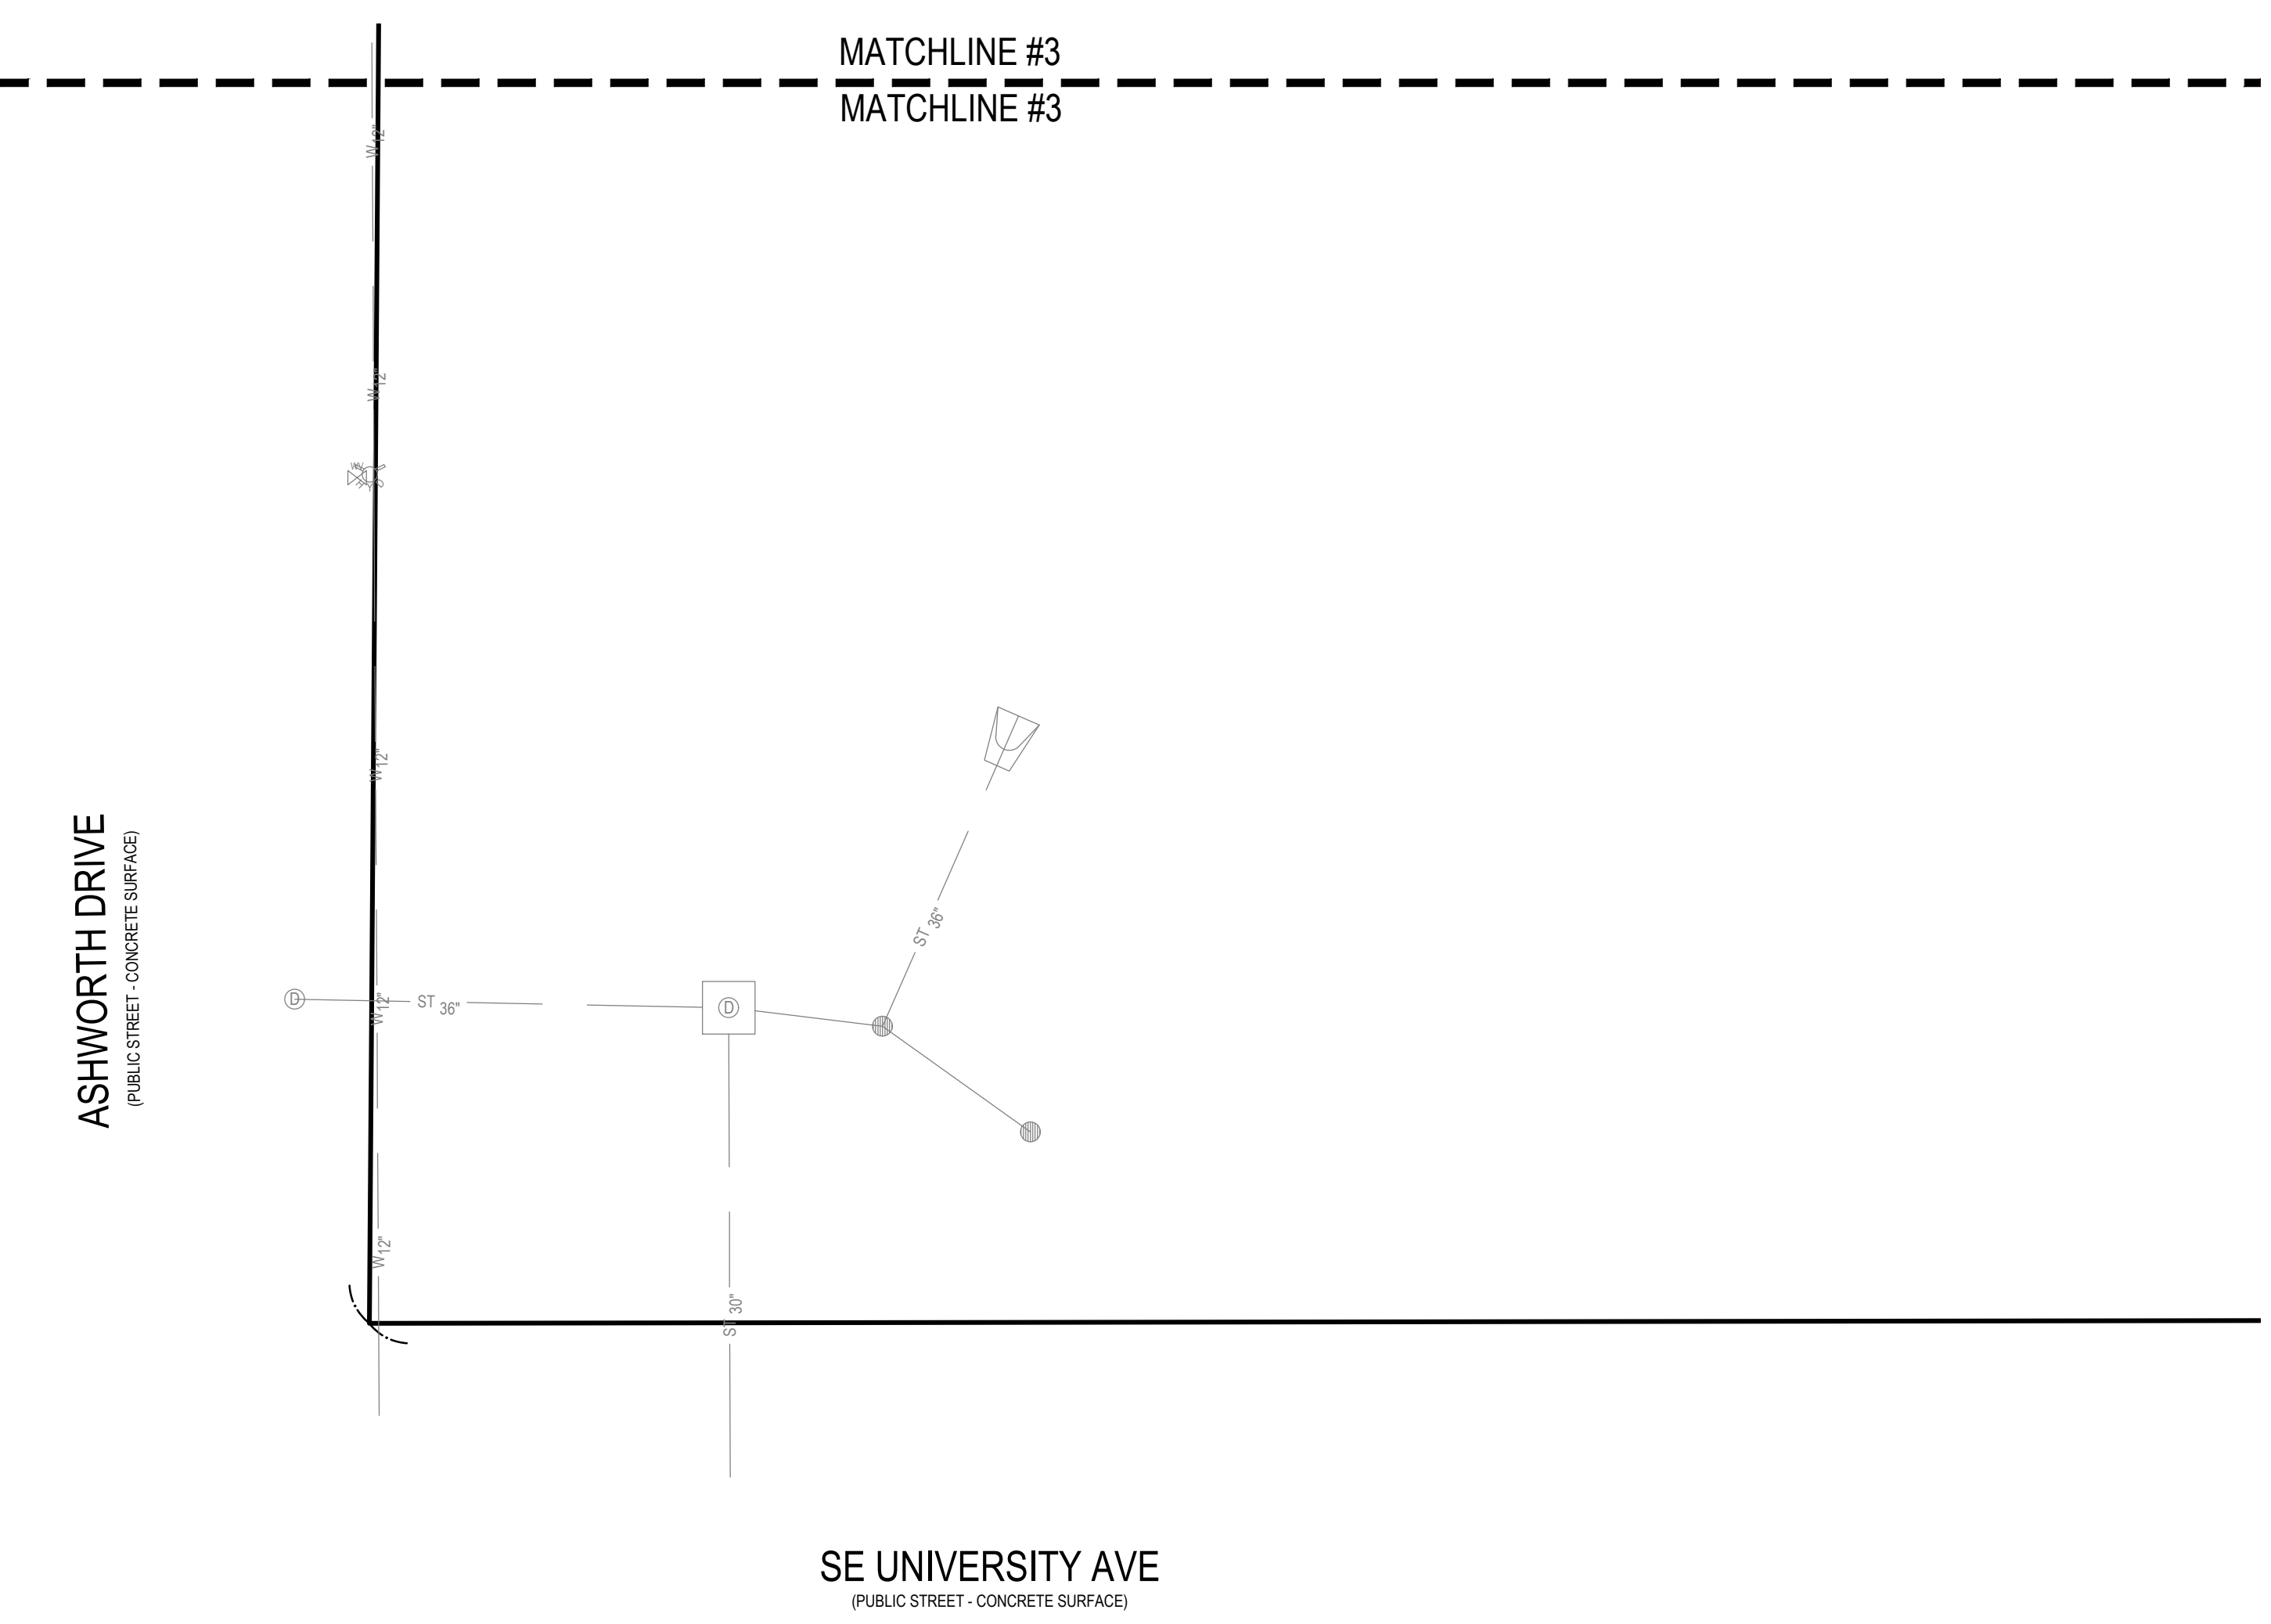 MATCHLINE #3
MATCHLINE #3
W 12"
W 12"
W
HYD
W 12"
ASHWORTH DRIVE
(PUBLIC STREET - CONCRETE SURFACE)
ST 36"
D
ST 36"
D
W 12"
W 12"
ST 30"
SE UNIVERSITY AVE
(PUBLIC STREET - CONCRETE SURFACE)